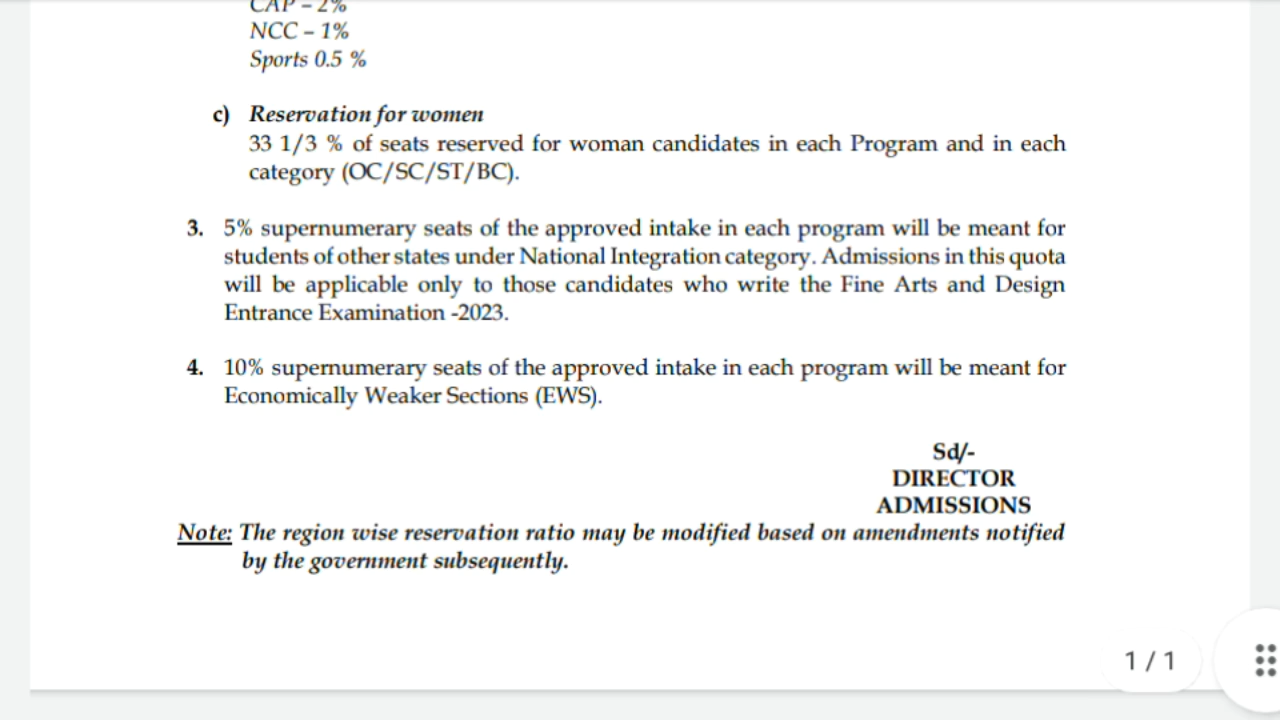 CAP – 2%
NCC – 1%
Sports 0.5 %
c) Reservation for women
33 1/3 % of seats reserved for woman candidates in each Program and in each
category (OC/SC/ST/BC).
3. 5% supernumerary seats of the approved intake in each program will be meant for
students of other states under National Integration category. Admissions in this quota
will be applicable only to those candidates who write the Fine Arts and Design
Entrance Examination -2023.
4. 10% supernumerary seats of the approved intake in each program will be meant for
Economically Weaker Sections (EWS).
Sd/-
DIRECTOR
ADMISSIONS
Note: The region wise reservation ratio may be modified based on amendments notified
by the government subsequently.
1 / 1